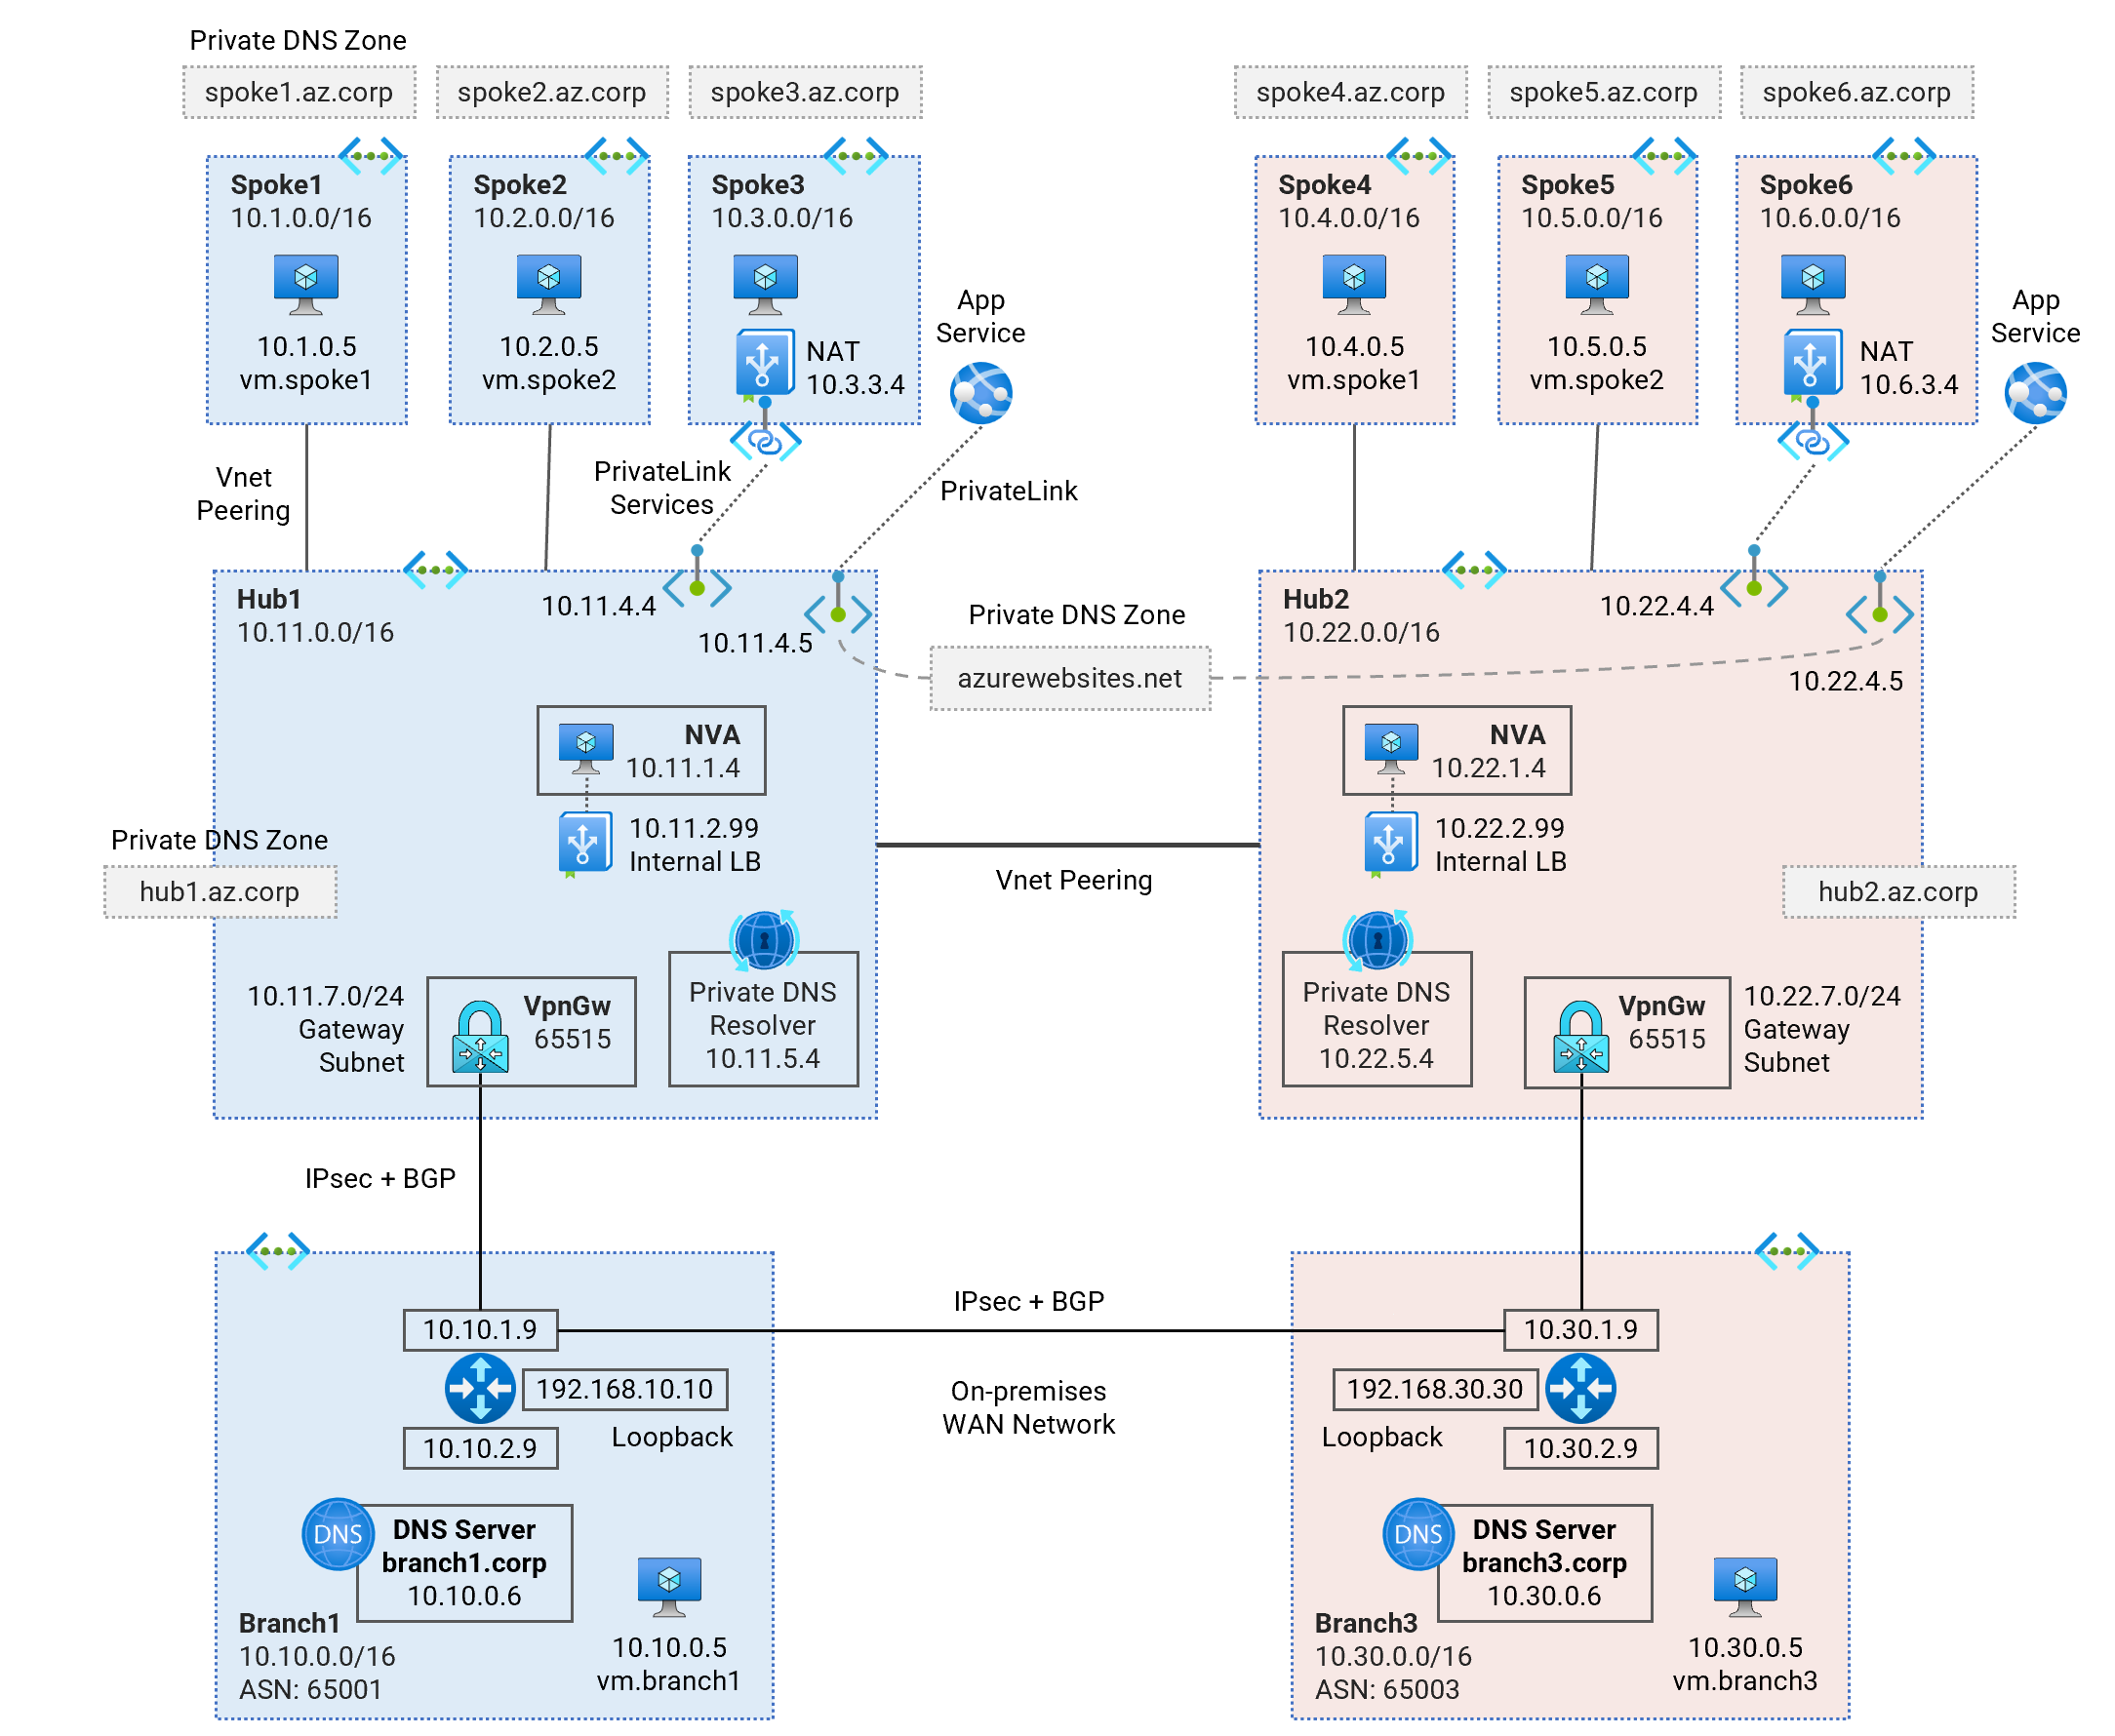 Private DNS Zone
spoke1.az.corp
spoke2.az.corp
spoke3.az.corp
spoke4.az.corp
spoke5.az.corp
spoke6.az.corp
Spoke1
10.1.0.0/16
10.1.0.5
vm.spoke1
Spoke2
10.2.0.0/16
10.2.0.5
vm.spoke2
Spoke3
10.3.0.0/16
NAT
10.3.3.4
App
Service
Spoke4
10.4.0.0/16
10.4.0.5
vm.spoke1
Spoke5
10.5.0.0/16
10.5.0.5
vm.spoke2
Spoke6
10.6.0.0/16
NAT
10.6.3.4
App
Service
Vnet
Peering
PrivateLink
Services
PrivateLink
Hub1
10.11.0.0/16
10.11.4.4
10.11.4.5
Private DNS Zone
azurewebsites.net
Hub2
10.22.0.0/16
10.22.4.4
10.22.4.5
NVA
10.11.1.4
10.11.2.99
Internal LB
Private DNS Zone
hub1.az.corp
Vnet Peering
NVA
10.22.1.4
10.22.2.99
Internal LB
hub2.az.corp
10.11.7.0/24
Gateway
Subnet
VpnGw
65515
Private DNS
Resolver
10.11.5.4
Private DNS
Resolver
10.22.5.4
VpnGw
65515
10.22.7.0/24
Gateway
Subnet
IPsec + BGP
10.10.1.9
192.168.10.10
Loopback
10.10.2.9
IPsec + BGP
On-premises
WAN Network
10.30.1.9
192.168.30.30
Loopback
10.30.2.9
DNS
DNS Server
branch1.corp
10.10.0.6
Branch1
10.10.0.0/16
ASN: 65001
10.10.0.5
vm.branch1
DNS
DNS Server
branch3.corp
10.30.0.6
Branch3
10.30.0.0/16
ASN: 65003
10.30.0.5
vm.branch3